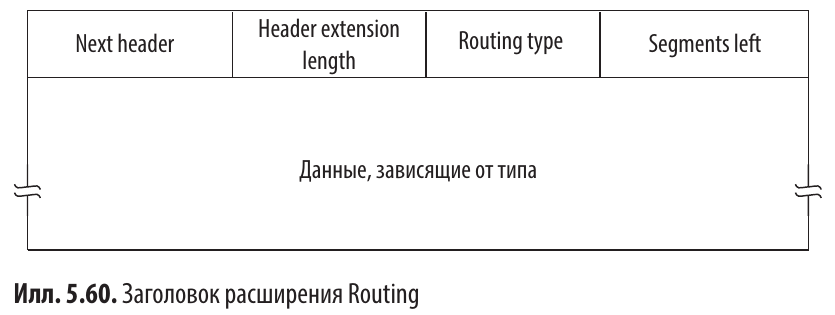 Next header
Header extension
length
Routing type
Segments left
Данные, зависящие от типа
Илл. 5.60. Заголовок расширения Routing